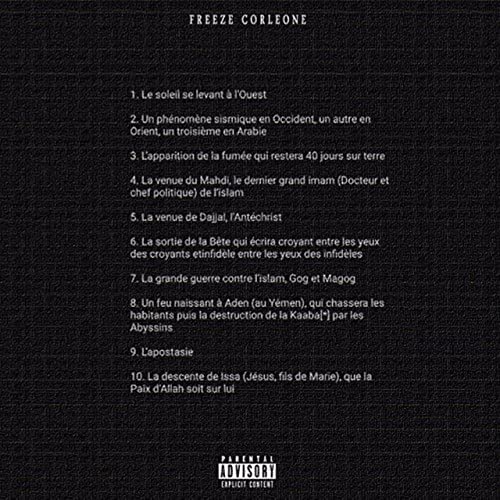 FREEZE CORLEONE
1. Le soleil se levant à l'Ouest
2. Un phénomène sismique en Occident, un autre en
Orient, un troisième en Arabie
3. L'apparition de la fumée qui restera 40 jours sur terre
4. La venue du Mahdi, le dernier grand imam (Docteur et
chef politique) de l'islam
5. La venue de Dajjal, l'Antéchrist
6. La sortie de la Bête qui écrira croyant entre les yeux
des croyants etinfidèle entre les yeux des infidèles
7. La grande guerre contre l'islam, Gog et Magog
8. Un feu naissant à Aden (au Yémen), qui chassera les
habitants puis la destruction de la Kaaba[*] par les
Abyssins
9. L'apostasie
10. La descente de Issa (Jésus, fils de Marie), que la
Paix d'Allah soit sur lui
PARENTAL
ADVISORY
EXPLICIT CONTENT